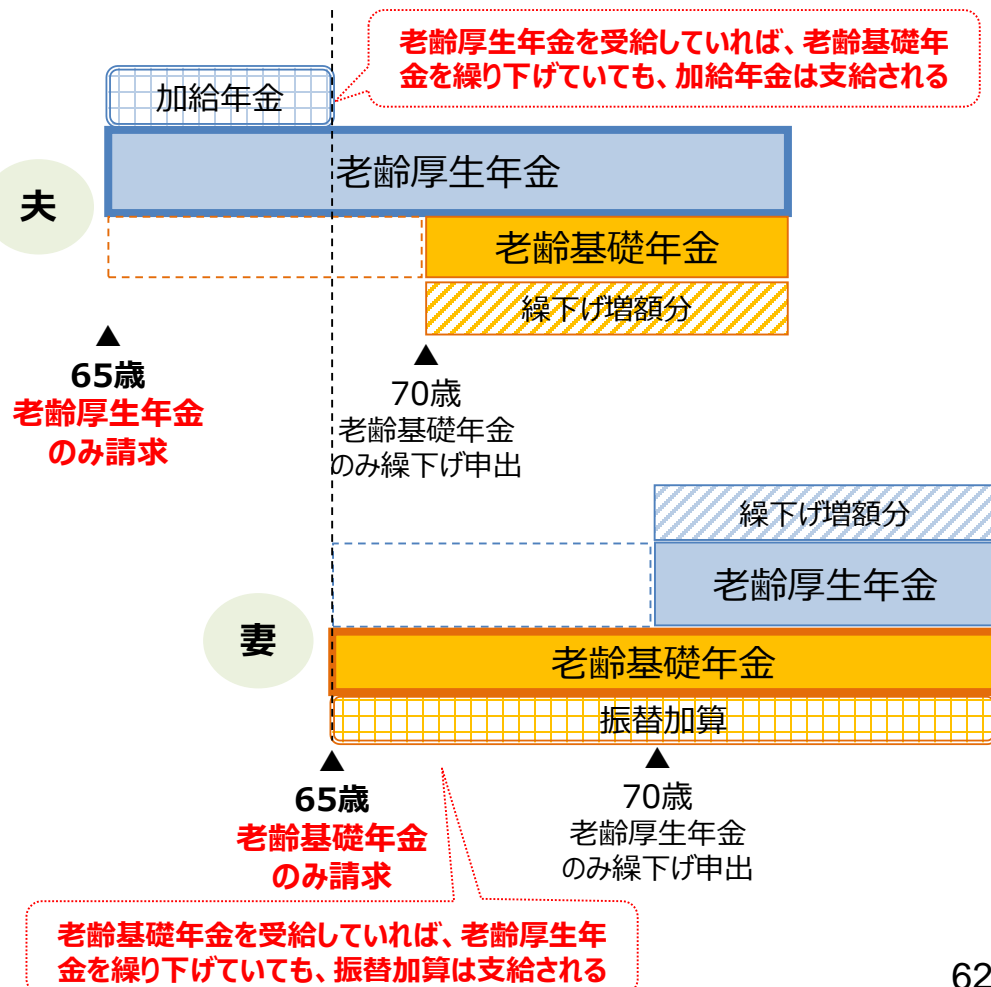 老齢厚生年金を受給していれば、老齢基礎年
金を繰り下げていても、加給年金は支給される
加給年金
老齢厚生年金
夫
老齢基礎年金
繰下げ増額分
▲
65歳
老齢厚生年金
のみ請求
▲
70歳
老齢基礎年金
のみ繰下げ申出
繰下げ増額分
老齢厚生年金
妻
老齢基礎年金
振替加算
▲
65歳
老齢基礎年金
のみ請求
▲
70歳
老齢厚生年金
のみ繰下げ申出
老齢基礎年金を受給していれば、老齢厚生年
金を繰り下げていても、振替加算は支給される
62